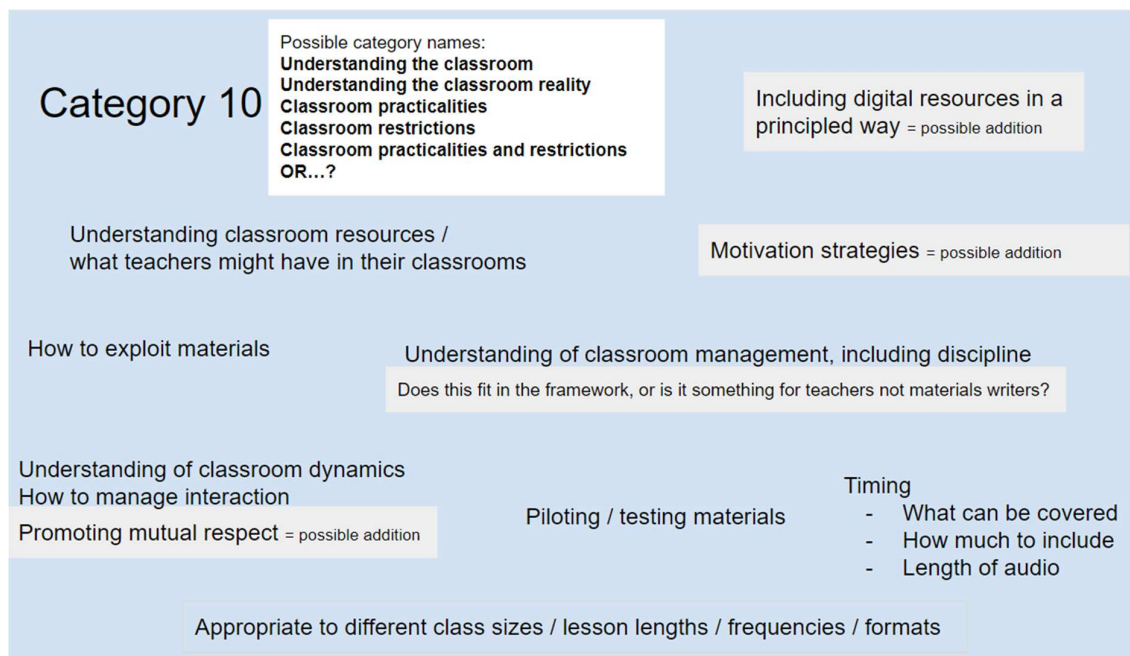 Category 10
Possible category names:
Understanding the classroom
Understanding the classroom reality
Classroom practicalities
Classroom restrictions
Classroom practicalities and restrictions
OR...?
Including digital resources in a
principled way = possible addition
Understanding classroom resources /
what teachers might have in their classrooms
Motivation strategies = possible addition
How to exploit materials
Understanding of classroom management, including discipline
Does this fit in the framework, or is it something for teachers not materials writers?
Understanding of classroom dynamics
How to manage interaction
Promoting mutual respect = possible addition
Piloting / testing materials
Timing
- What can be covered
- How much to include
- Length of audio
Appropriate to different class sizes / lesson lengths / frequencies / formats